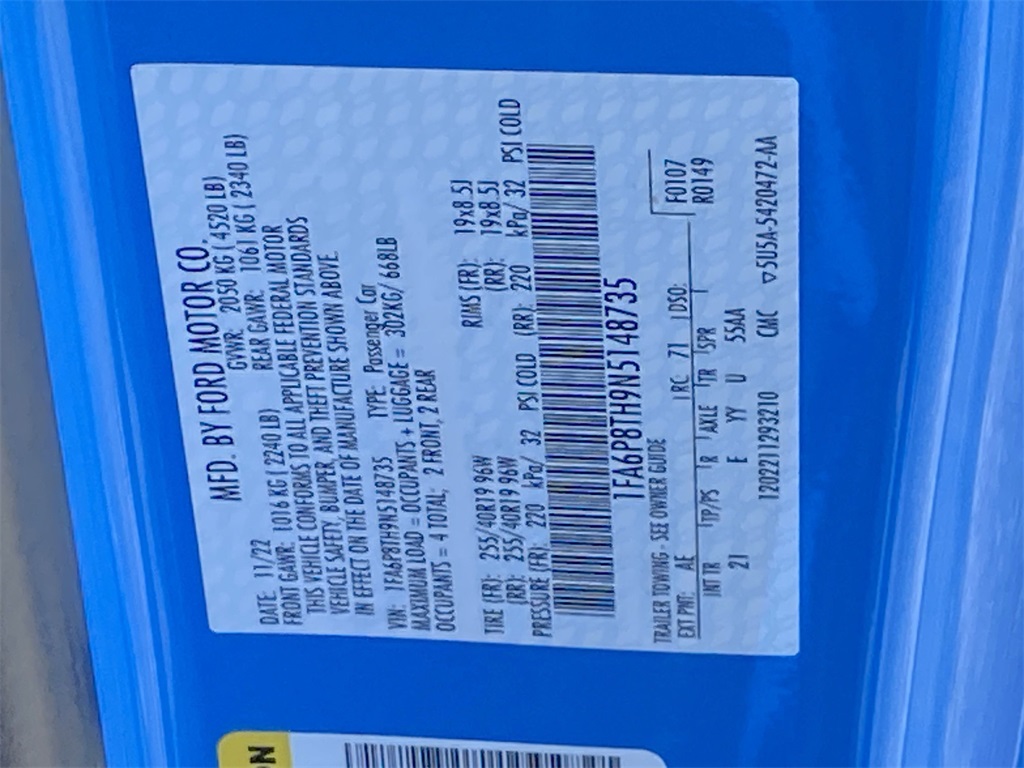 MFD. BY FORD MOTOR CO.
DATE: 11/22 GVWR: 2050 KG ( 4520 LB)
FRONT GAWR: 1016 KG ( 2240 LB) REAR GAWR: 1061 KG ( 2340 LB)
THIS VEHICLE CONFORMS TO ALL APPLICABLE FEDERAL MOTOR
VEHICLE SAFETY, BUMPER, AND THEFT PREVENTION STANDARDS
IN EFFECT ON THE DATE OF MANUFACTURE SHOWN ABOVE.
VIN: 1FA6P8TH9N5148735 TYPE: Passenger Car
MAXIMUM LOAD = OCCUPANTS + LUGGAGE = 302KG/ 668LB
OCCUPANTS = 4 TOTAL, 2 FRONT, 2 REAR
TIRE (FR): 255/40R19 96W RIMS (FR): 19x8.5J
(RR): 255/40R19 96W (RR): 19x8.5J
PRESSURE (FR): 220 kPa/ 32 PSI COLD (RR): 220 kPa/ 32 PSI COLD
1FA6P8TH9N5148735
TRAILER TOWING - SEE OWNER GUIDE
EXT PNT: AE RC: 71 DSO: F0107
INT TR TP/PS R AXLE TR SPR R0149
21 E YY U 55AA
12022211293210 CMC ▽5U5A-5420472-AA
ON